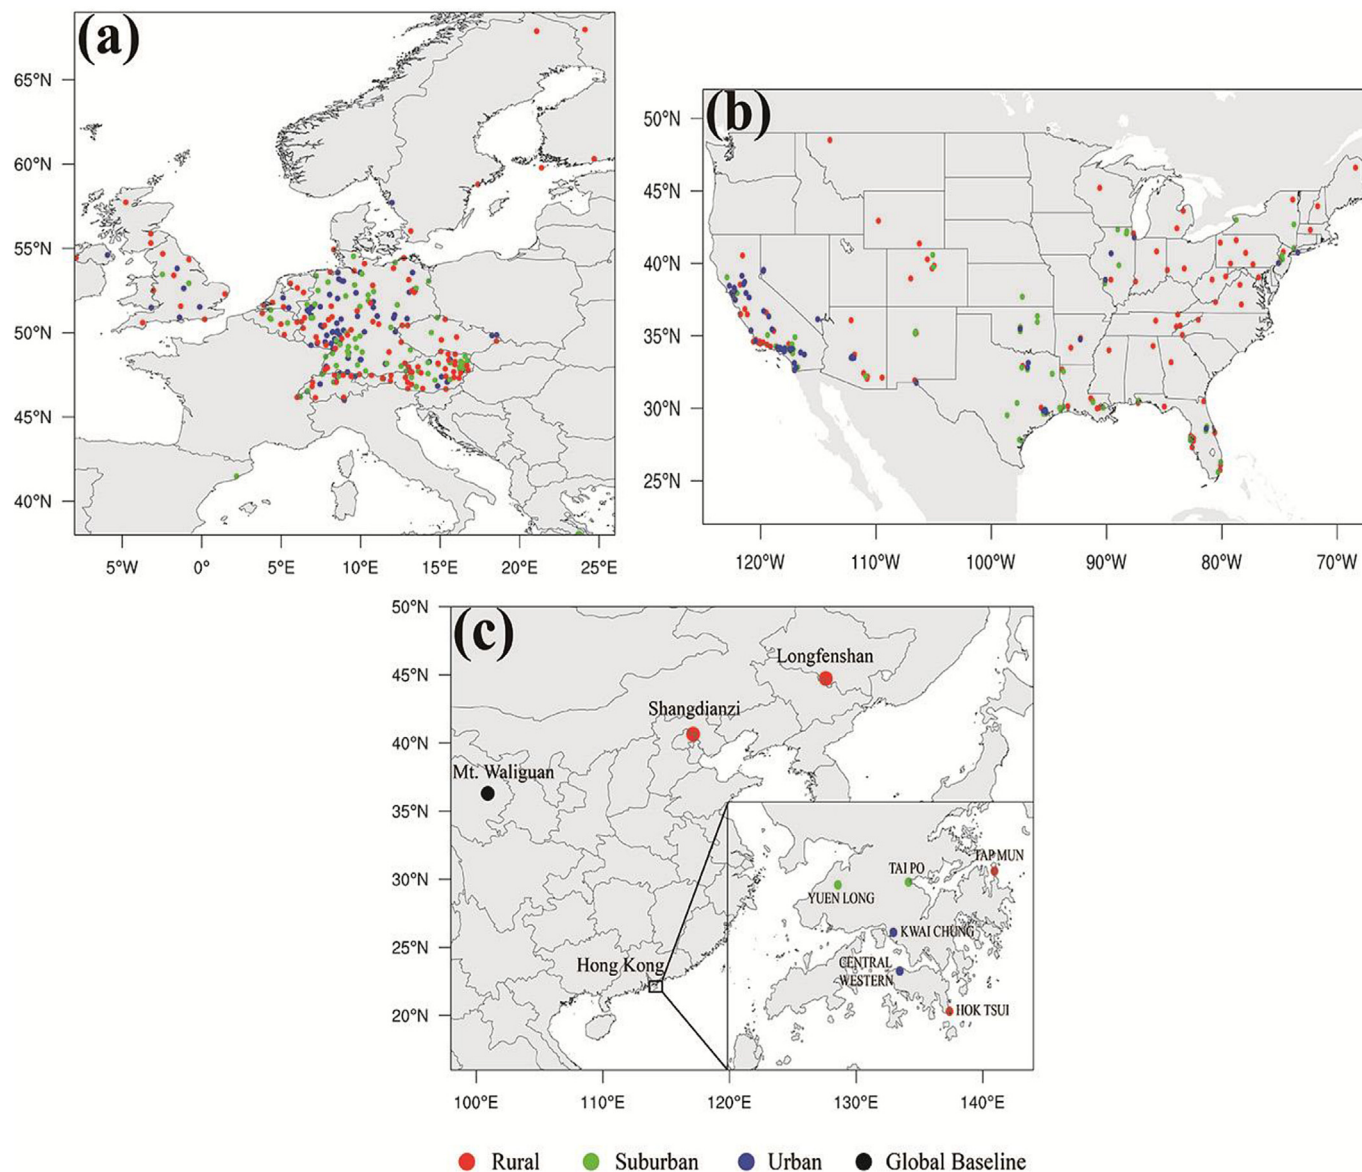 (a)
65°N
60°N
55°N
50°N
45°N
40°N
5°W 0° 5°E 10°E 15°E 20°E 25°E
(b)
50°N
45°N
40°N
35°N
30°N
25°N
120°W 110°W 100°W 90°W 80°W 70°W
(c)
50°N
45°N
40°N
35°N
30°N
25°N
20°N
Longfenshan
Shangdianzi
Mt. Waliguan
Hong Kong
TAP MUN
TAI PO
YUEN LONG
KWAI CHUNG
CENTRAL
WESTERN
HOK TSUI
100°E 110°E 120°E 130°E 140°E
Rural Suburban Urban Global Baseline